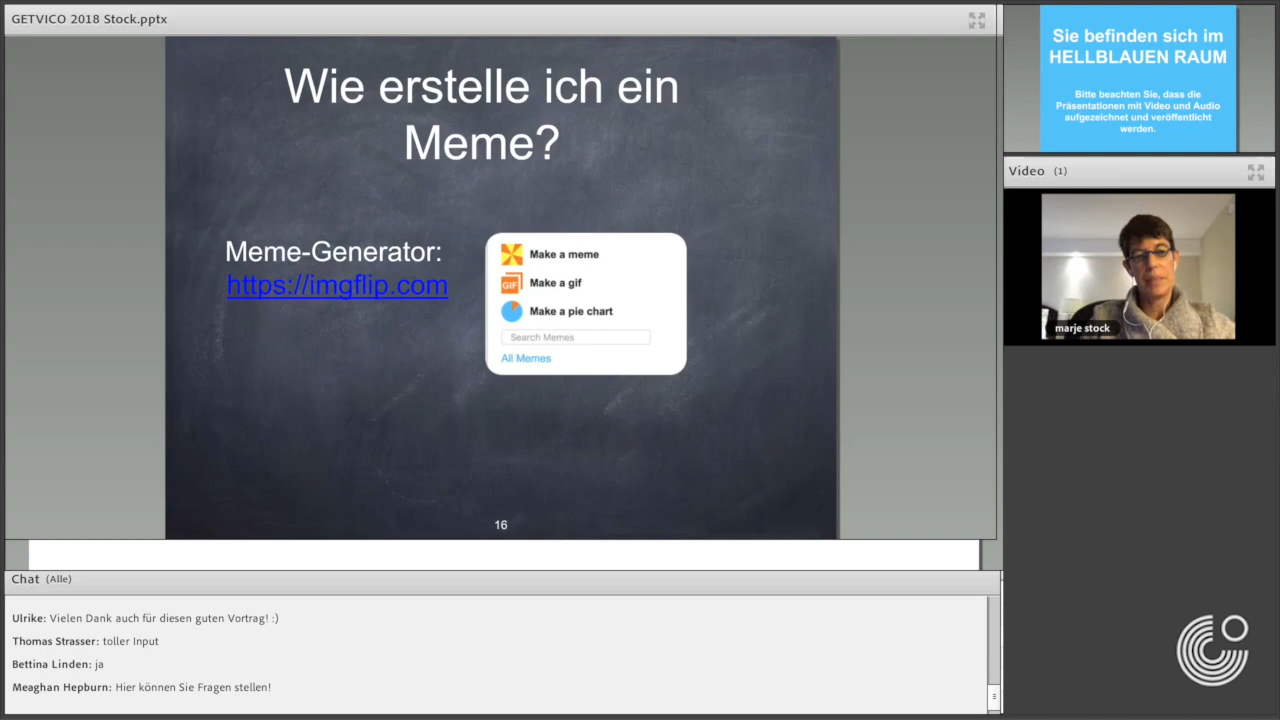 GETVICO 2018 Stock.pptx
Wie erstelle ich ein
Meme?
Meme-Generator:
https://imgflip.com
Make a meme
GIF
Make a gif
Make a pie chart
Search Memes
All Memes
16
Sie befinden sich im
HELLBLAUEN RAUM
Bitte beachten Sie, dass die
Präsentationen mit Video und Audio
aufgezeichnet und veröffentlicht
werden.
Video (1)
marje stock
Chat (Alle)
Ulrike: Vielen Dank auch für diesen guten Vortrag! :)
Thomas Strasser: toller Input
Bettina Linden: ja
Meaghan Hepburn: Hier können Sie Fragen stellen!